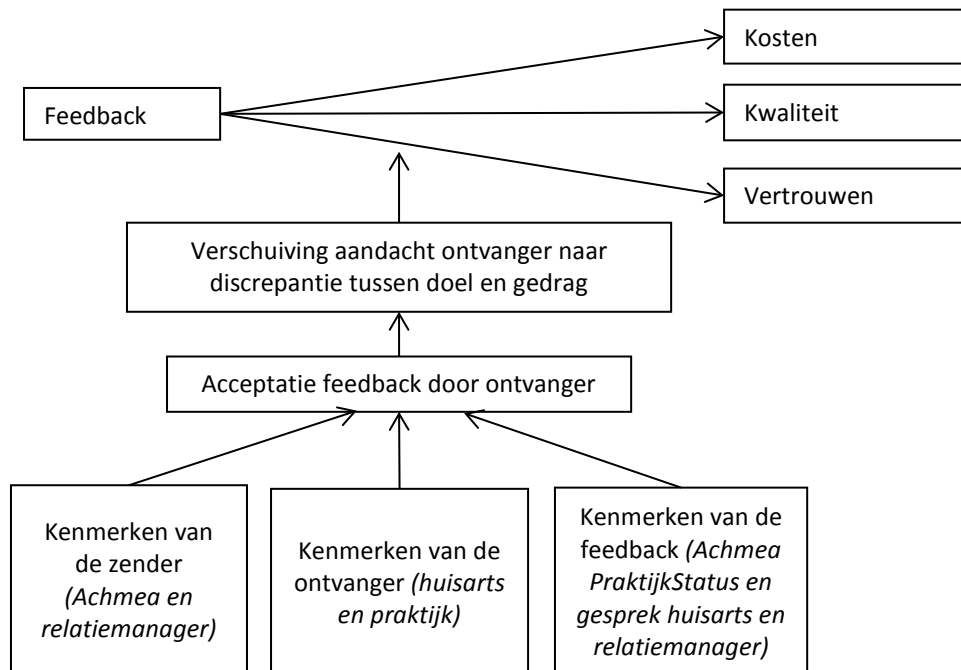 Kosten
Feedback
Kwaliteit
Vertrouwen
Verschuiving aandacht ontvanger naar
discrepantie tussen doel en gedrag
Acceptatie feedback door ontvanger
Kenmerken van
de zender
(Achmea en
relatiemanager)
Kenmerken van de
ontvanger (huisarts
en praktijk)
Kenmerken van de
feedback (Achmea
PraktijkStatus en
gesprek huisarts en
relatiemanager)